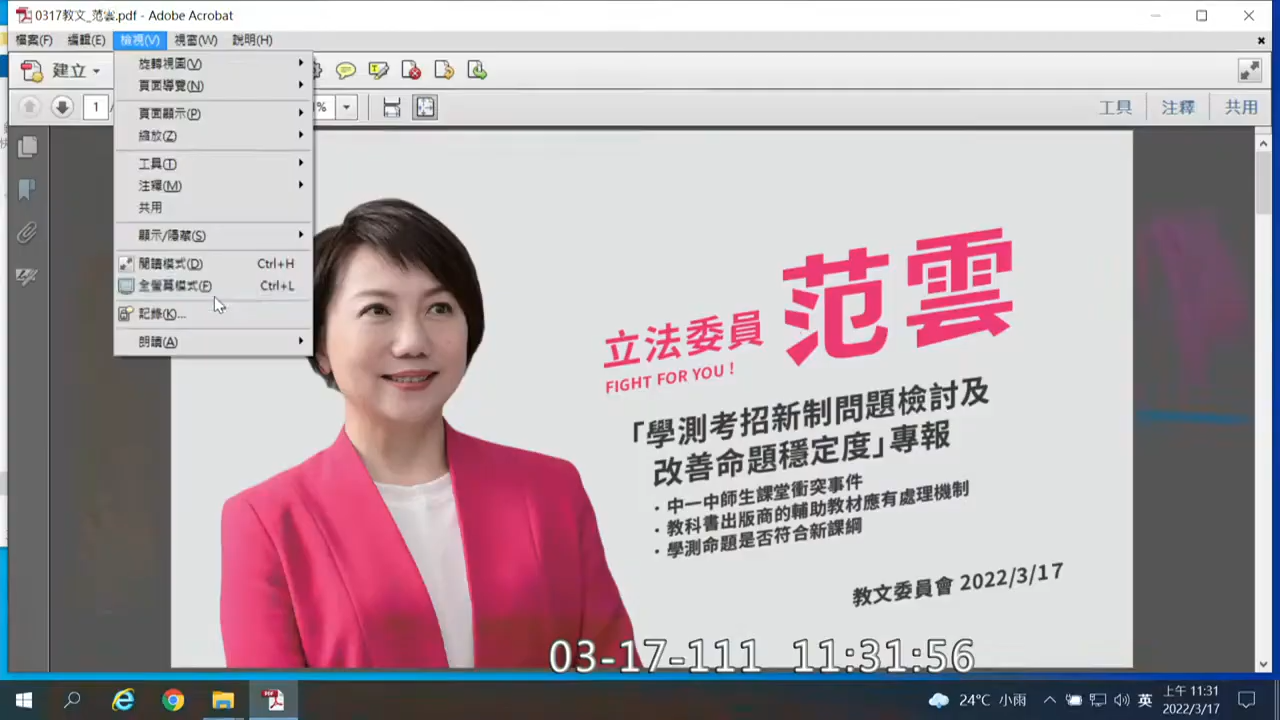 0317教文_范雲.pdf - Adobe Acrobat
檔案(F) 編輯(E) 檢視(V) 視窗(W) 說明(H)
建立
旋轉視圖(V)
頁面導覽(N)
1
%
工具 注釋 共用
頁面顯示(P)
縮放(Z)
工具(T)
注釋(M)
共用
顯示/隱藏(S)
閱讀模式(D) Ctrl+H
全螢幕模式(F) Ctrl+L
記錄(K)...
朗讀(A)
立法委員 范雲
FIGHT FOR YOU !
「學測考招新制問題檢討及
改善命題穩定度」專報
·中一中師生課堂衝突事件
·教科書出版商的輔助教材應有處理機制
·學測命題是否符合新課綱
教文委員會 2022/3/17
03-17-111 11:31:56
24°C 小雨 英 上午 11:31
2022/3/17